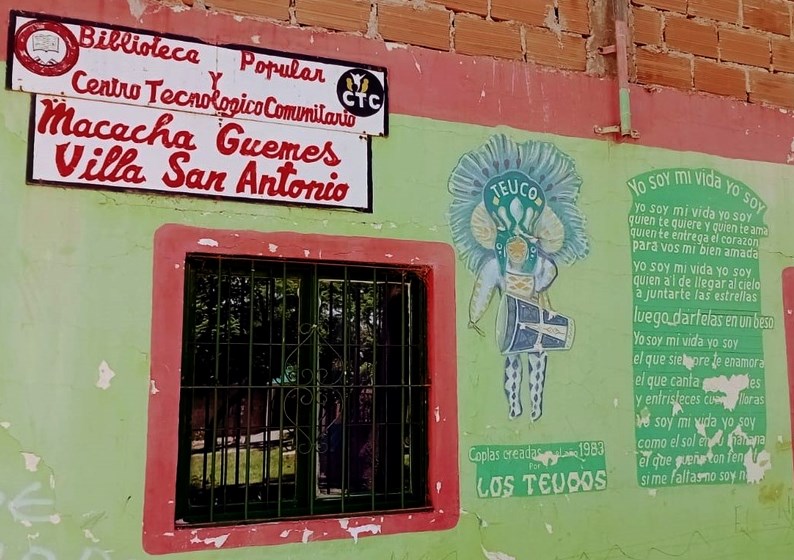 Biblioteca Popular
Y
Centro Tecnologico Comunitario
CTC
Macacha Guemes
Villa San Antonio
TEUCO
Coplas creadas 1983
Por
LOS TEUCOS
Yo soy mi vida yo soy
yo soy mi vida yo soy
quien te quiere y quien te ama
quien te entrega el corazon
para vos mi bien amada
yo soy mi vida yo soy
quien al de llegar al cielo
a juntarte las estrellas
luego dartelas en un beso
Yo soy mi vida yo soy
el que siempre te enamora
el que canta
y entristeces lloras
yo soy mi vida yo soy
como el sol en la mañana
el que sueña con
si me faltas no soy